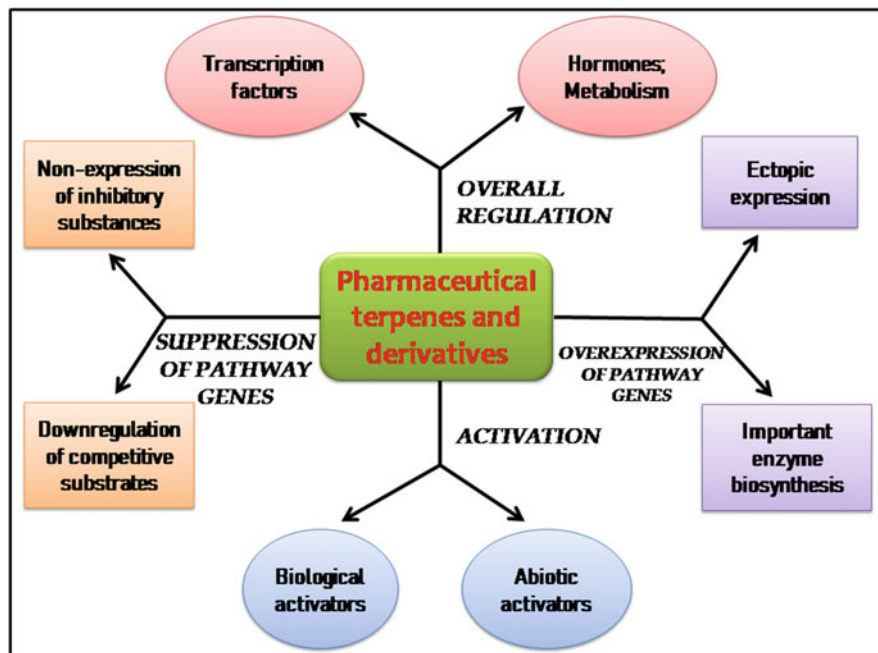 Transcription
factors
Hormones;
Metabolism
Non-expression
of inhibitory
substances
OVERALL
REGULATION
Ectopic
expression
Pharmaceutical
terpenes and
derivatives
SUPPRESSION
OF PATHWAY
GENES
OVEREXPRESSION
OF PATHWAY
GENES
Downregulation
of competitive
substrates
ACTIVATION
Important
enzyme
biosynthesis
Biological
activators
Abiotic
activators